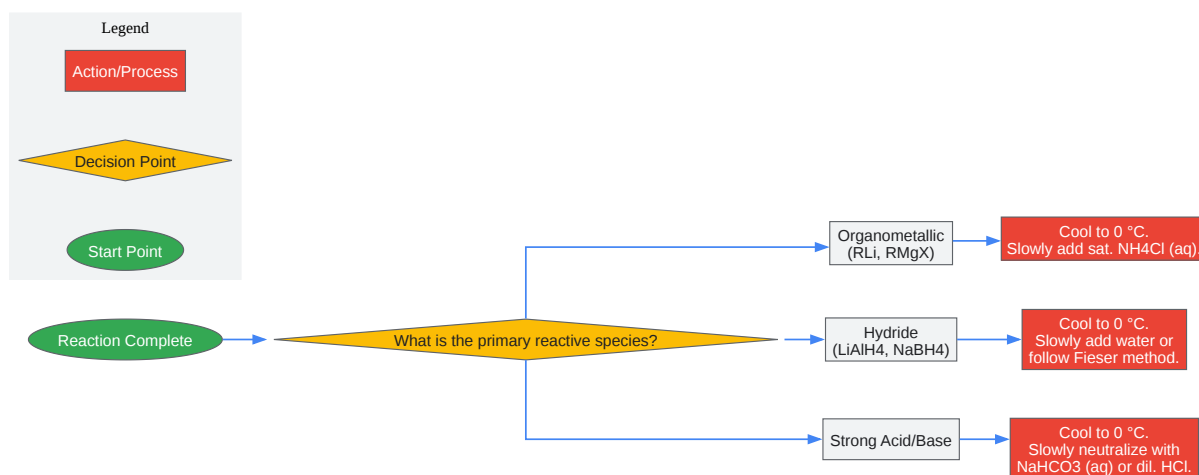 Legend
Action/Process
Decision Point
Start Point
Reaction Complete
What is the primary reactive species?
Organometallic
(RLi, RMgX)
Cool to 0 °C.
Slowly add sat. NH4Cl (aq).
Hydride
(LiAlH4, NaBH4)
Cool to 0 °C.
Slowly add water or
follow Fieser method.
Strong Acid/Base
Cool to 0 °C.
Slowly neutralize with
NaHCO3 (aq) or dil. HCl.